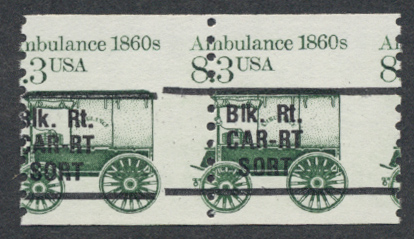 mbulance 1860s Ambulance 1860s A
.3 USA 8.3 USA 8
Blk. Rt. Blk. Rt.
CAR-RT CAR-RT
SORT SORT